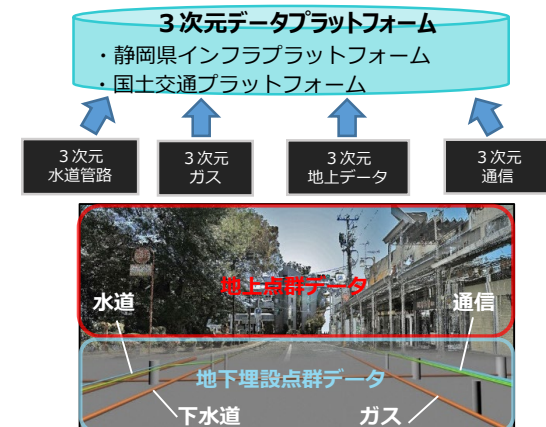 ３次元データプラットフォーム
・静岡県インフラプラットフォーム
・国土交通プラットフォーム
３次元
水道管路
３次元
ガス
３次元
地上データ
３次元
通信
地上点群データ
水道
通信
地下埋設点群データ
下水道
ガス